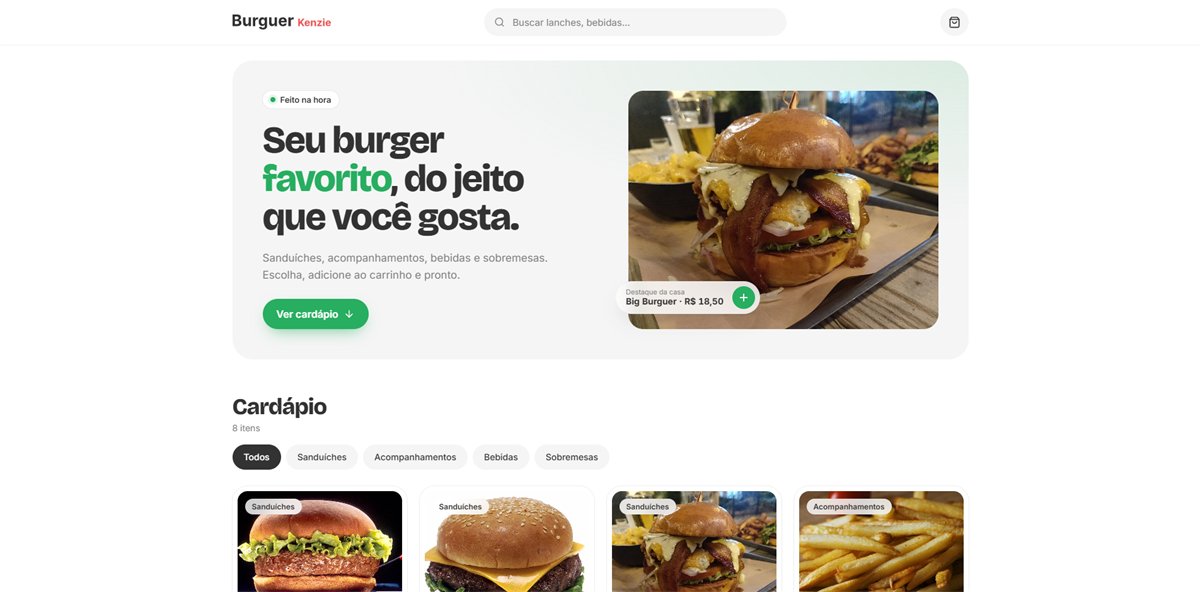 Burguer Kenzie
Buscar lanches, bebidas...
Feito na hora
Seu burger
favorito, do jeito
que você gosta.
Sanduíches, acompanhamentos, bebidas e sobremesas.
Escolha, adicione ao carrinho e pronto.
Ver cardápio ↓
Destaque da casa
Big Burguer · R$ 18,50
Cardápio
8 itens
Todos
Sanduíches
Acompanhamentos
Bebidas
Sobremesas
Sanduíches
Sanduíches
Sanduíches
Acompanhamentos